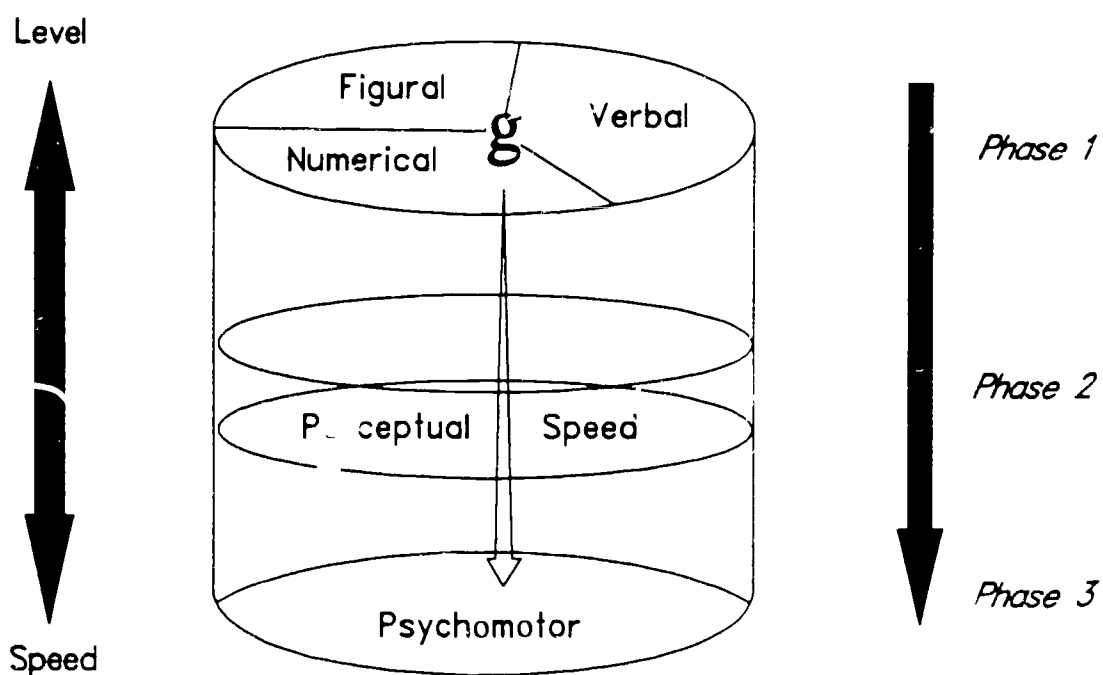 Level
Figural
Verbal
g
Numerical
Phase 1
Phase 2
Speed
Phase 3
Psychomotor
Speed